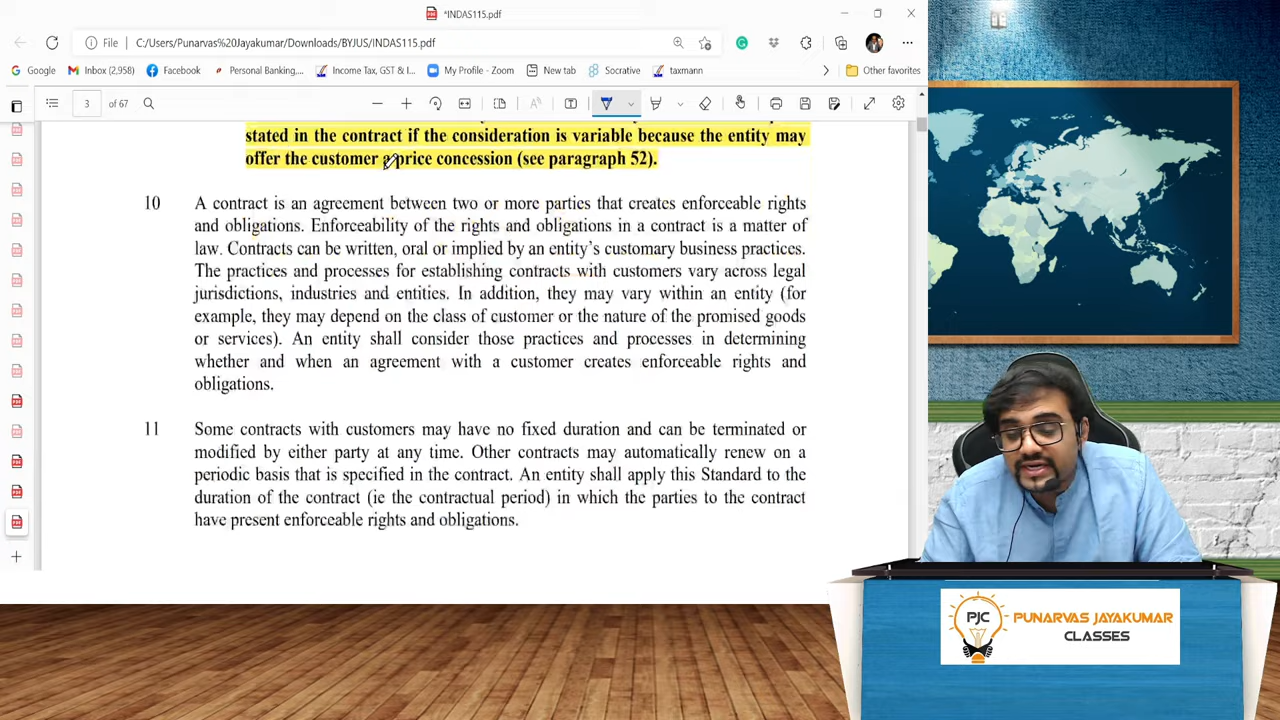 *INDAS115.pdf
File
C:/Users/Punarvas%20Jayakumar/Downloads/BYJUS/INDAS115.pdf
Google
Inbox (2,958)
Facebook
Personal Banking,...
Income Tax, GST & I...
My Profile - Zoom
New tab
Socrative
taxmann
Other favorites
3 of 67
stated in the contract if the consideration is variable because the entity may
offer the customer a price concession (see paragraph 52).
10 A contract is an agreement between two or more parties that creates enforceable rights
and obligations. Enforceability of the rights and obligations in a contract is a matter of
law. Contracts can be written, oral or implied by an entity's customary business practices.
The practices and processes for establishing contracts with customers vary across legal
jurisdictions, industries and entities. In addition, they may vary within an entity (for
example, they may depend on the class of customer or the nature of the promised goods
or services). An entity shall consider those practices and processes in determining
whether and when an agreement with a customer creates enforceable rights and
obligations.
11 Some contracts with customers may have no fixed duration and can be terminated or
modified by either party at any time. Other contracts may automatically renew on a
periodic basis that is specified in the contract. An entity shall apply this Standard to the
duration of the contract (ie the contractual period) in which the parties to the contract
have present enforceable rights and obligations.
PJC
PUNARVAS JAYAKUMAR
CLASSES